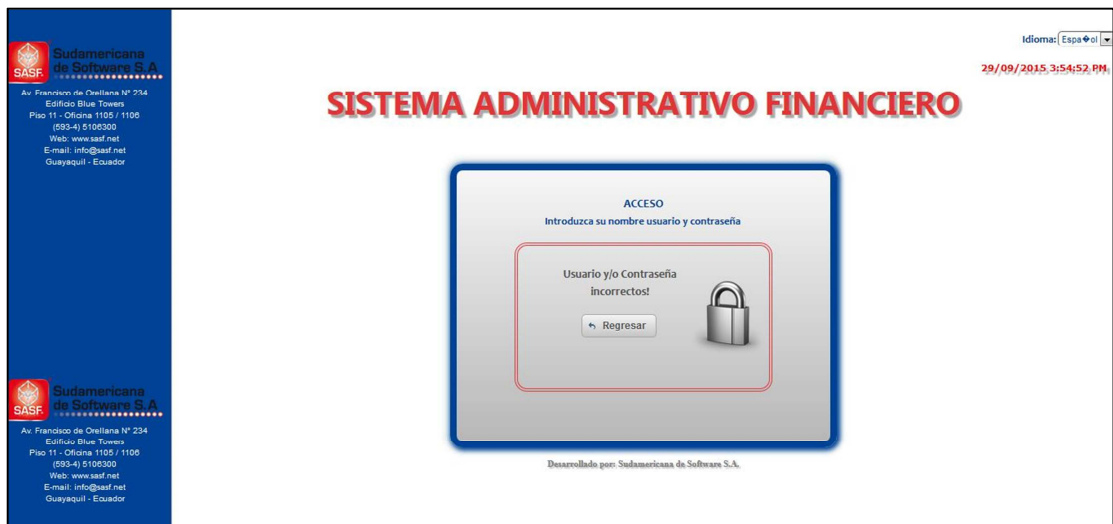 SASF.
Sudamericana
de Software S.A.
Av. Francisco de Orellana N° 234
Edificio Blue Towers
Piso 11 - Oficina 1105 / 1106
(593-4) 5106300
Web: www.sasf.net
E-mail: info@sasf.net
Guayaquil - Ecuador
Idioma: Espa�ol
29/09/2015 3:54:52 PM
SISTEMA ADMINISTRATIVO FINANCIERO
ACCESO
Introduzca su nombre usuario y contraseña
Usuario y/o Contraseña
incorrectos!
Regresar
Desarrollado por: Sudamericana de Software S.A.
SASF.
Sudamericana
de Software S.A.
Av. Francisco de Orellana N° 234
Edificio Blue Towers
Piso 11 - Oficina 1105 / 1106
(593-4) 5106300
Web: www.sasf.net
E-mail: info@sasf.net
Guayaquil - Ecuador